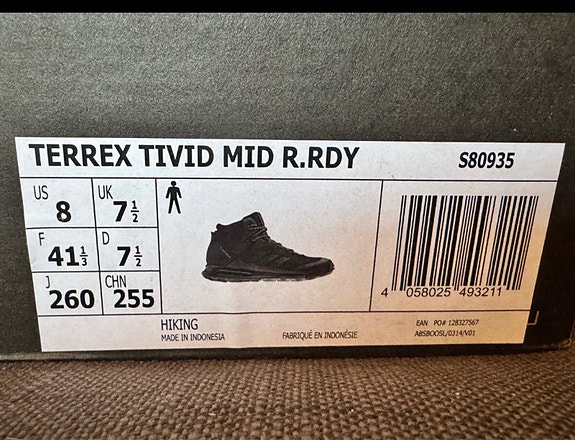 TERREX TIVID MID R.RDY S80935
US 8 UK 7½
F 41⅓ D 7½
J 260 CHN 255
4 058025 493211
HIKING
MADE IN INDONESIA FABRIQUÉ EN INDONÉSIE
EAN PO# 128327567
ABSBOOSL/0314/V01